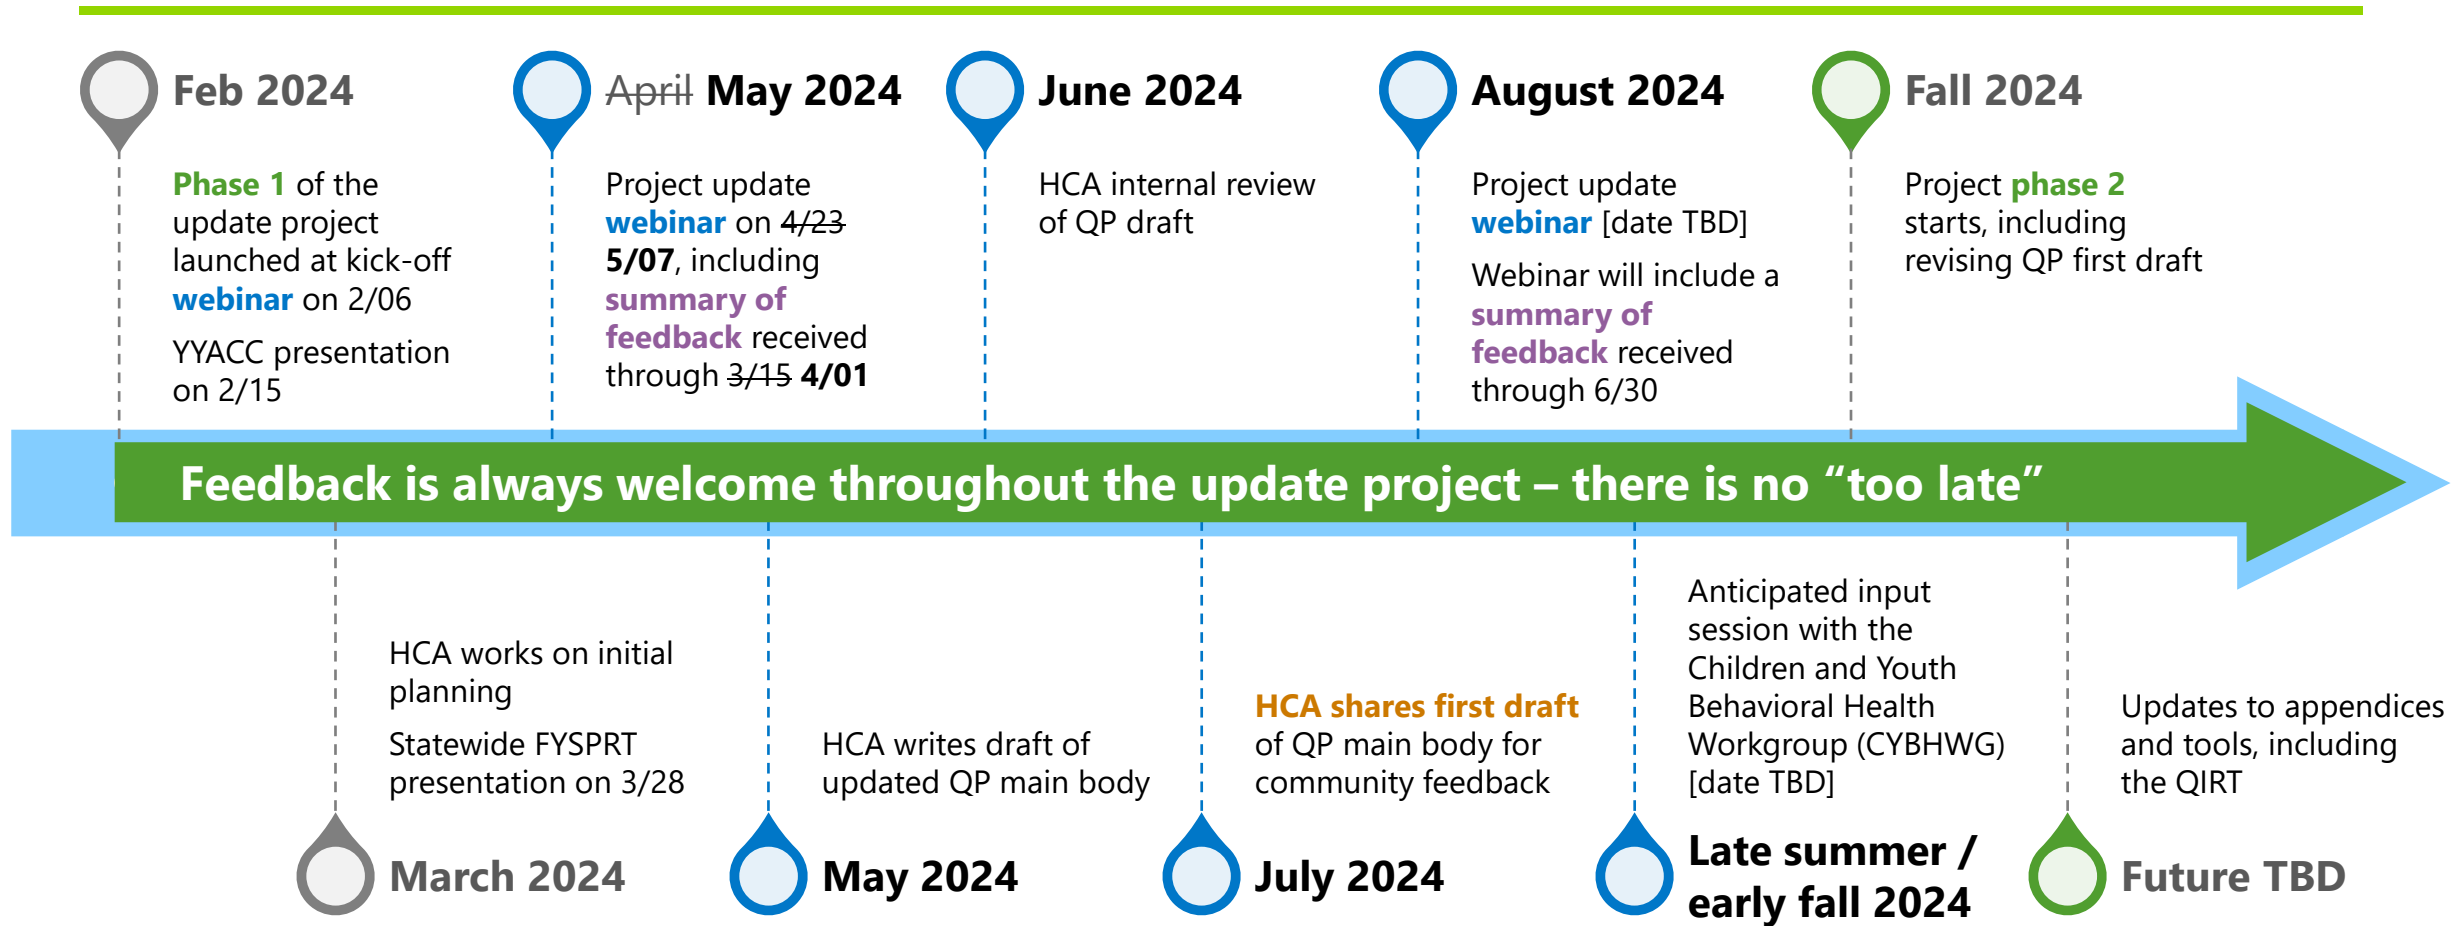 Feb 2024
Phase 1 of the
update project
launched at kick-off
webinar on 2/06
YYACC presentation
on 2/15
April May 2024
Project update
webinar on 4/23
5/07, including
summary of
feedback received
through 3/15 4/01
June 2024
HCA internal review
of QP draft
August 2024
Project update
webinar [date TBD]
Webinar will include a
summary of
feedback received
through 6/30
Fall 2024
Project phase 2
starts, including
revising QP first draft
Feedback is always welcome throughout the update project – there is no “too late”
HCA works on initial
planning
Statewide FYSPRT
presentation on 3/28
March 2024
HCA writes draft of
updated QP main body
May 2024
HCA shares first draft
of QP main body for
community feedback
July 2024
Anticipated input
session with the
Children and Youth
Behavioral Health
Workgroup (CYBHWG)
[date TBD]
Late summer /
early fall 2024
Updates to appendices
and tools, including
the QIRT
Future TBD